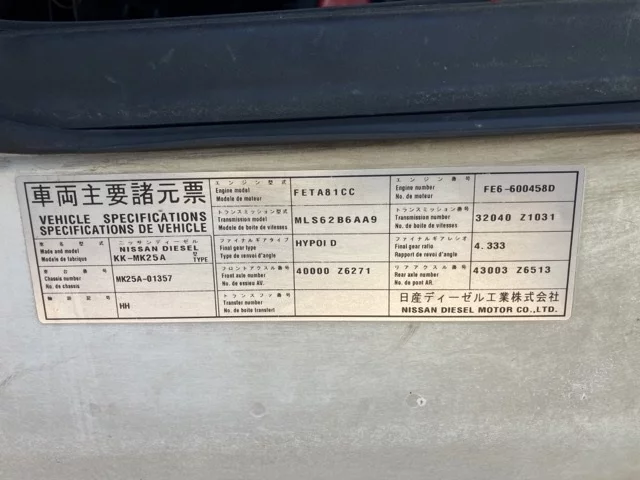 車両主要諸元票
VEHICLE SPECIFICATIONS
SPECIFICATIONS DE VEHICLE
車名型式
Made and model
Modele de fabrique
ニッサンディーゼル
NISSAN DIESEL
KK-MK25A
型
TYPE
車台番号
Chassis number
No. de chassis
MK25A-01357
HH
エンジン型式
Engine model
Modele de moteur
FETA81CC
トランスミッション型式
Transmission model
Modele de boite de vitesses
MLS62B6AA9
ファイナルギアタイプ
Final gear type
Type de renvoi d'angle
HYPOID
フロントアクスル番号
Front axle number
No. de essieu AV.
40000 Z6271
トランスファ番号
Transfer number
No. de boite transfert
エンジン番号
Engine number
No. de moteur
FE6-600458D
トランスミッション番号
Transmission number
No. de boite de vitesses
32040 Z1031
ファイナルギアレシオ
Final gear ratio
Rapport de renvoi d'angle
4.333
リアアクスル番号
Rear axle number
No. de pont AR.
43003 Z6513
日産ディーゼル工業株式会社
NISSAN DIESEL MOTOR CO.,LTD.